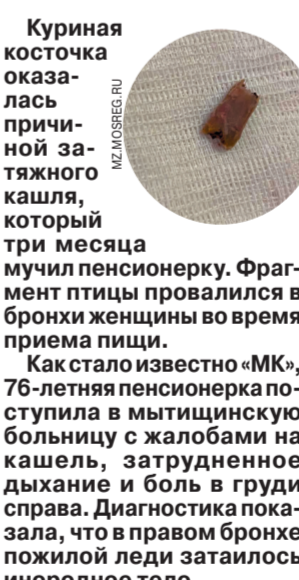 Куриная
косточка
оказа-
лась
причи-
ной за-
тяжного
кашля,
который
три месяца
мучил пенсионерку. Фраг-
мент птицы провалился в
бронхи женщины во время
приема пищи.
Как стало известно «МК»,
76-летняя пенсионерка по-
ступила в мытищинскую
больницу с жалобами на
кашель, затрудненное
дыхание и боль в груди
справа. Диагностика пока-
зала, что в правом бронхе
пожилой леди затаилось
инородное тело
MZ.MOSREG.RU